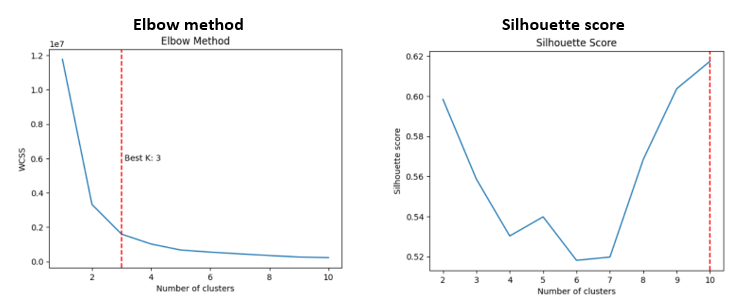 Elbow method
Elbow Method
1e7
1.2
1.0
0.8
0.6
0.4
0.2
0.0
WCSS
Best K: 3
2
4
6
8
10
Number of clusters
Silhouette score
Silhouette Score
0.62
0.60
0.58
0.56
0.54
0.52
Silhouette score
2
3
4
5
6
7
8
9
10
Number of clusters